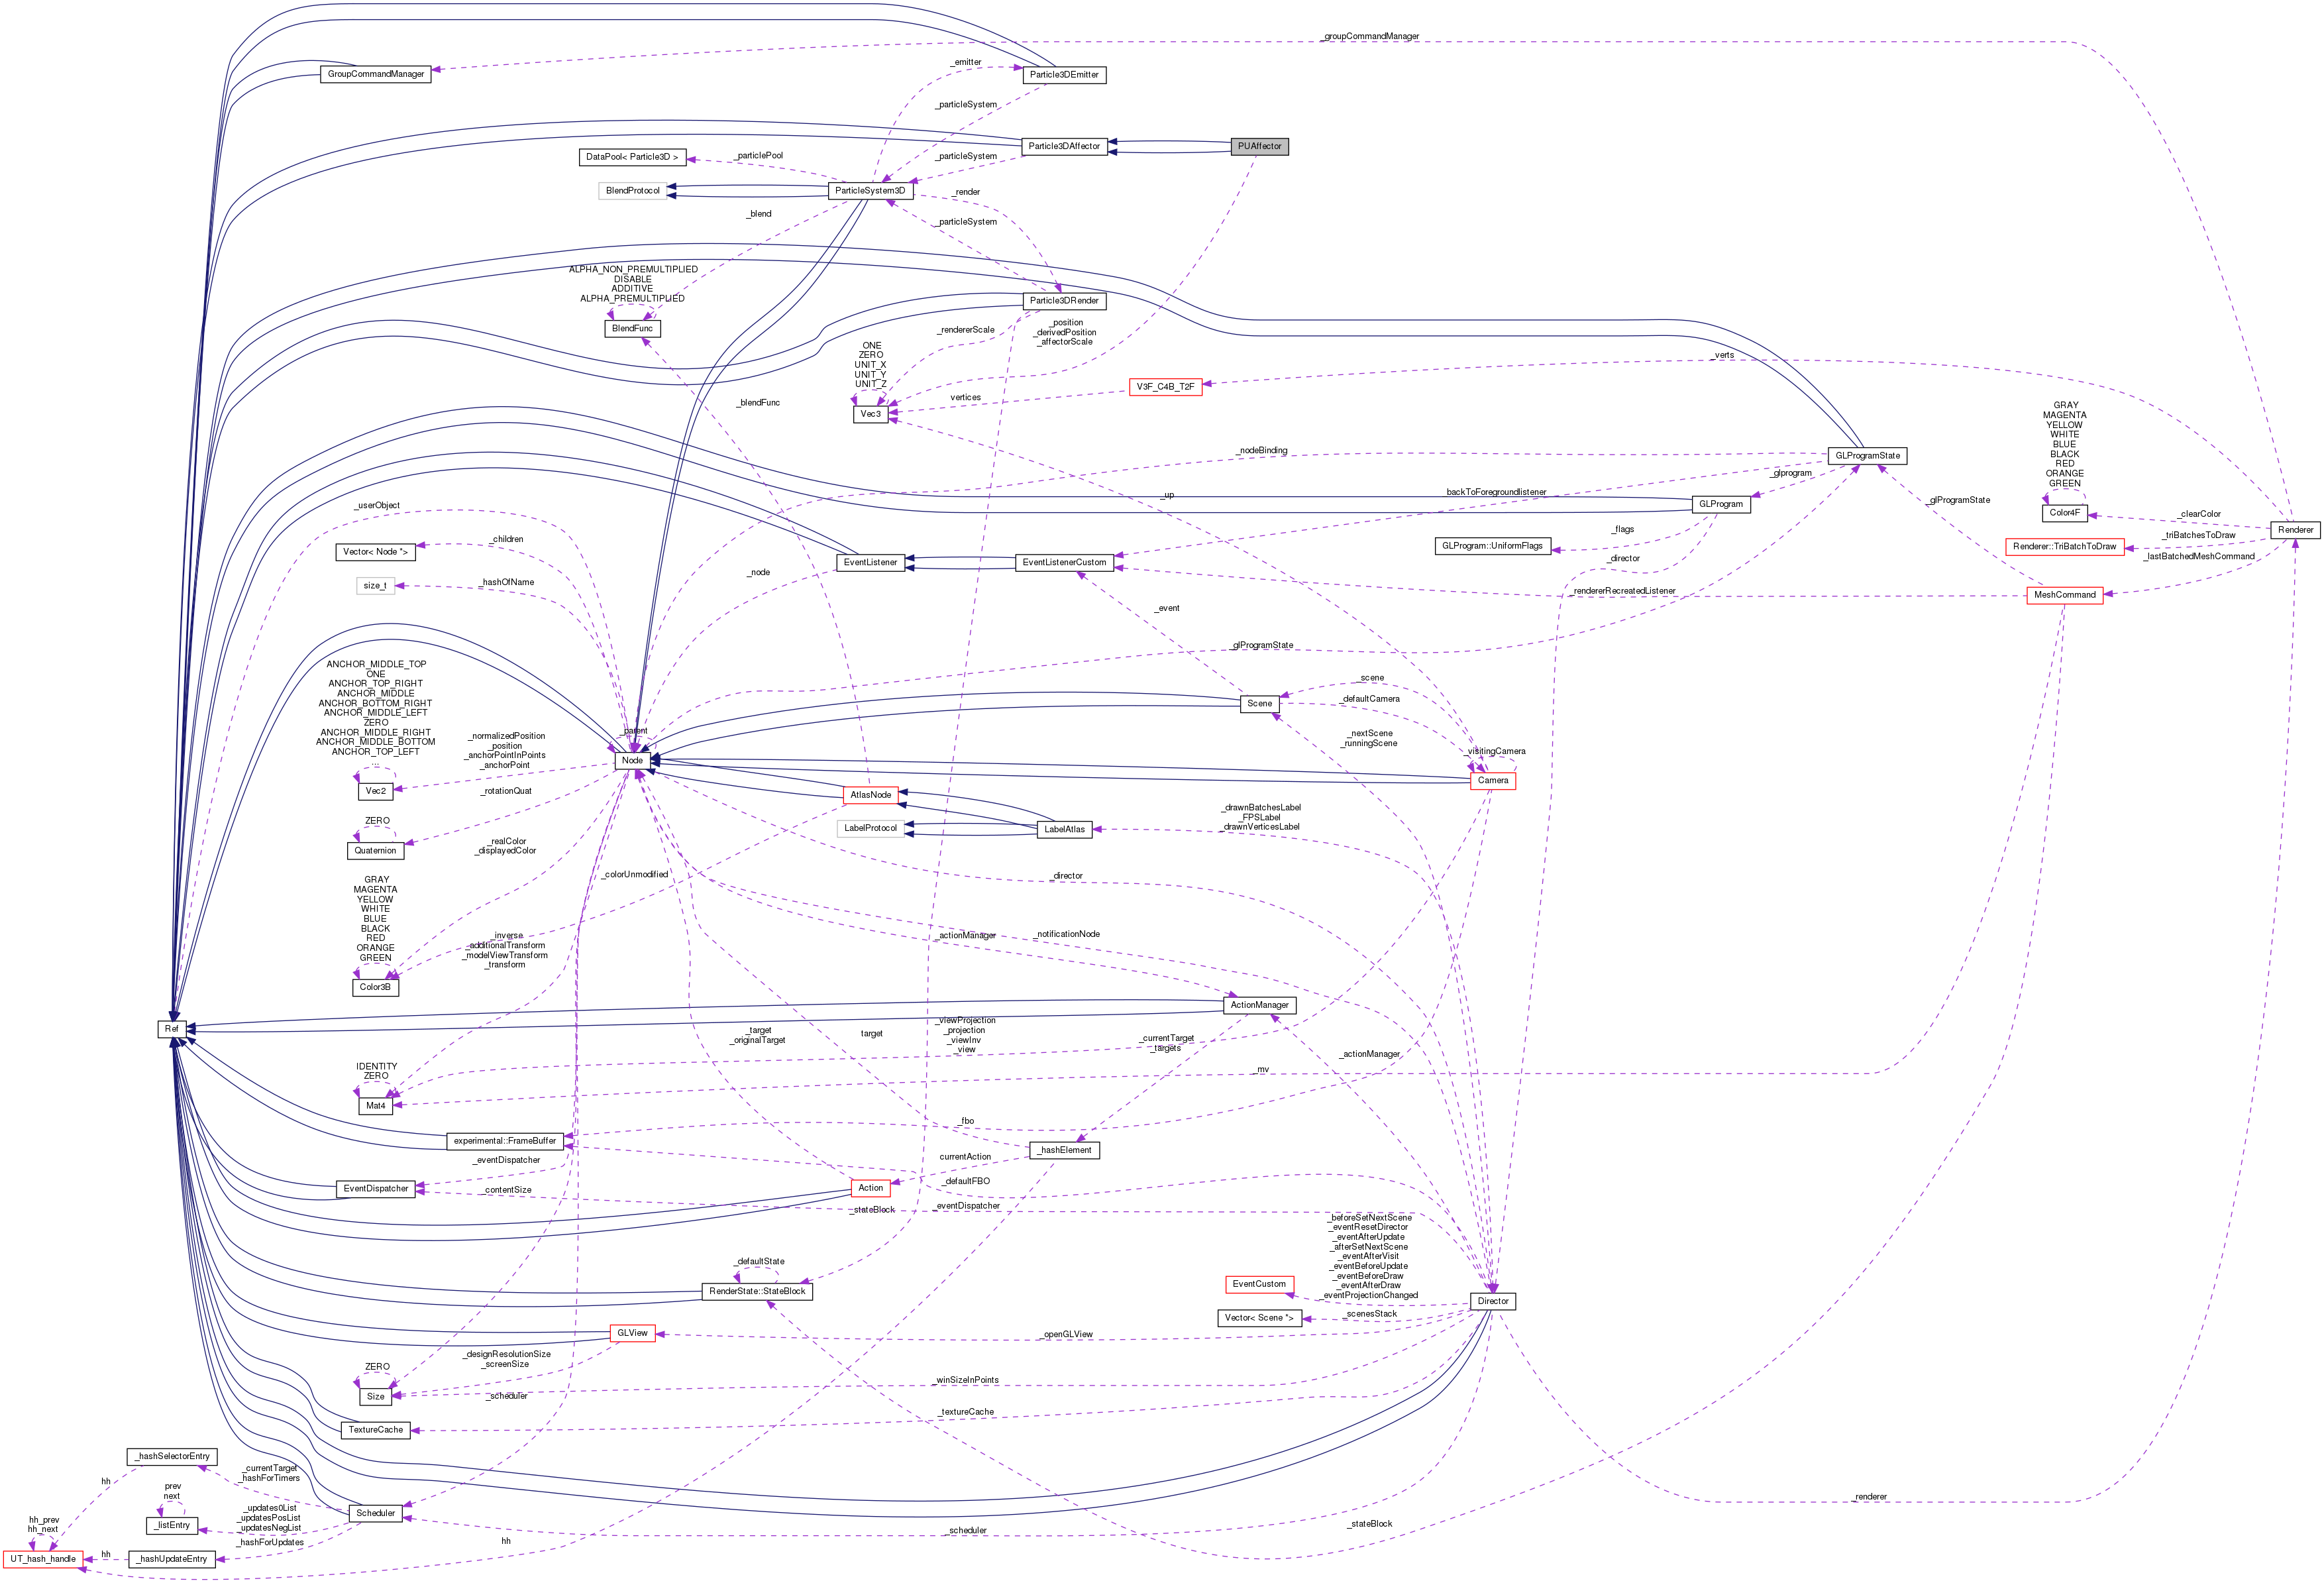 _groupCommandManager
GroupCommandManager
_emitter
Particle3DEmitter
_particleSystem
DataPool< Particle3D >
_particlePool
_particleSystem
Particle3DAffector
PUAffector
BlendProtocol
ParticleSystem3D
_render
_blend
_particleSystem
ALPHA_NON_PREMULTIPLIED
DISABLE
ADDITIVE
ALPHA_PREMULTIPLIED
BlendFunc
Particle3DRender
_rendererScale
_position
_derivedPosition
_affectorScale
ONE
ZERO
UNIT_X
UNIT_Y
UNIT_Z
Vec3
_verts
V3F_C4B_T2F
vertices
_blendFunc
GRAY
MAGENTA
YELLOW
WHITE
BLUE
BLACK
RED
ORANGE
GREEN
Color4F
_nodeBinding
GLProgramState
_glprogram
_backToForegroundlistener
_up
GLProgram
_glProgramState
_clearColor
Renderer
_userObject
_flags
_triBatchesToDraw
Renderer::TriBatchToDraw
_lastBatchedMeshCommand
Vector< Node *>
_children
GLProgram::UniformFlags
_director
EventListener
EventListenerCustom
size_t
_hashOfName
_node
_rendererRecreatedListener
MeshCommand
_event
_glProgramState
ANCHOR_MIDDLE_TOP
ONE
ANCHOR_TOP_RIGHT
ANCHOR_MIDDLE
ANCHOR_BOTTOM_RIGHT
ANCHOR_MIDDLE_LEFT
ZERO
ANCHOR_MIDDLE_RIGHT
ANCHOR_MIDDLE_BOTTOM
ANCHOR_TOP_LEFT
...
Vec2
_normalizedPosition
_position
_anchorPointInPoints
_anchorPoint
_parent
Node
Scene
_scene
_defaultCamera
_nextScene
_runningScene
_visitingCamera
Camera
_rotationQuat
ZERO
Quaternion
AtlasNode
LabelProtocol
LabelAtlas
_drawnBatchesLabel
_FPSLabel
_drawnVerticesLabel
_realColor
_displayedColor
_colorUnmodified
_director
GRAY
MAGENTA
YELLOW
WHITE
BLUE
BLACK
RED
ORANGE
GREEN
Color3B
_inverse
_additionalTransform
_modelViewTransform
_transform
_actionManager
_notificationNode
ActionManager
Ref
_target
_originalTarget
target
_viewProjection
_projection
_viewInv
_view
_currentTarget
_targets
_actionManager
_mv
IDENTITY
ZERO
Mat4
_fbo
experimental::FrameBuffer
_hashElement
currentAction
_eventDispatcher
EventDispatcher
_contentSize
Action
_defaultFBO
_stateBlock
_eventDispatcher
_beforeSetNextScene
_eventResetDirector
_eventAfterUpdate
_afterSetNextScene
_eventAfterVisit
_eventBeforeUpdate
_eventBeforeDraw
_eventAfterDraw
_eventProjectionChanged
EventCustom
_defaultState
RenderState::StateBlock
Director
_scenesStack
Vector< Scene *>
GLView
_openGLView
_designResolutionSize
_screenSize
ZERO
Size
_scheduler
_winSizeInPoints
TextureCache
_textureCache
_hashSelectorEntry
hh
_currentTarget
_hashForTimers
prev
next
_listEntry
_updates0List
_updatesPosList
_updatesNegList
Scheduler
_renderer
_scheduler
_stateBlock
hh_prev
hh_next
UT_hash_handle
hh
_hashUpdateEntry
_hashForUpdates
hh